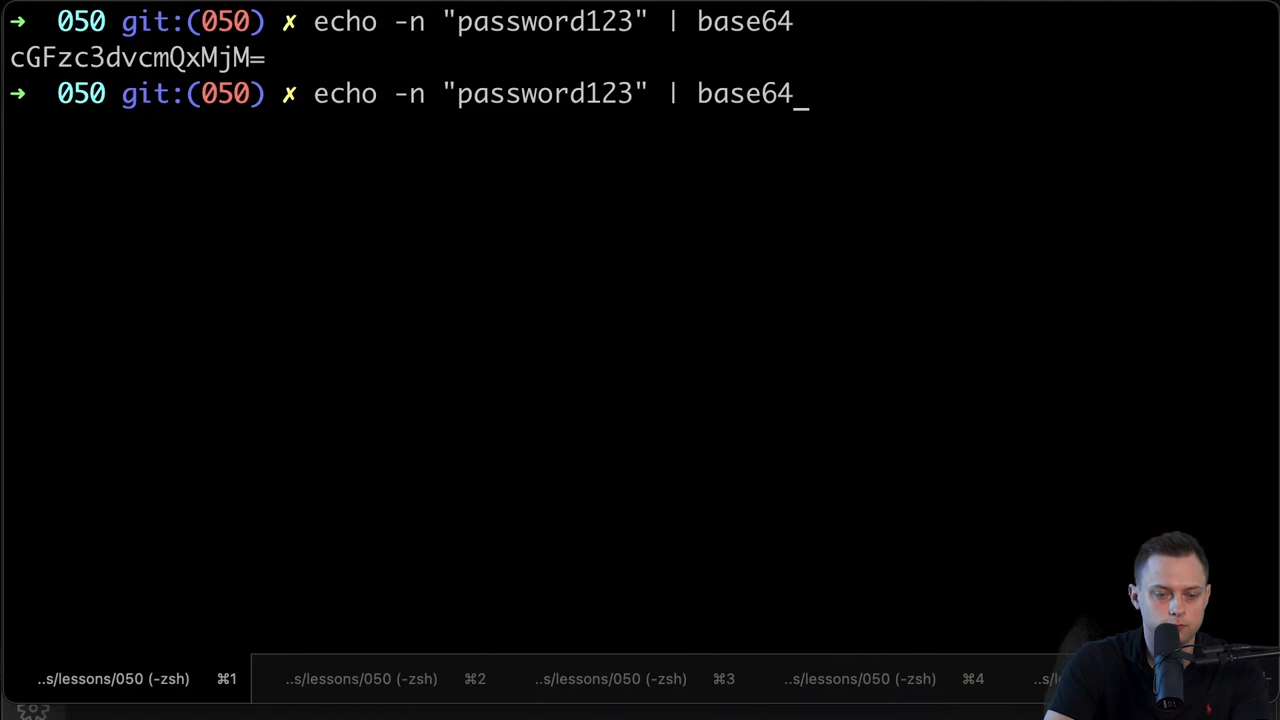 ➜ 050 git:(050) ✗ echo -n "password123" | base64
cGFzc3dvcmQxMjM=
➜ 050 git:(050) ✗ echo -n "password123" | base64_
..s/lessons/050 (-zsh) ⌘1 ..s/lessons/050 (-zsh) ⌘2 ..s/lessons/050 (-zsh) ⌘3 ..s/lessons/050 (-zsh) ⌘4